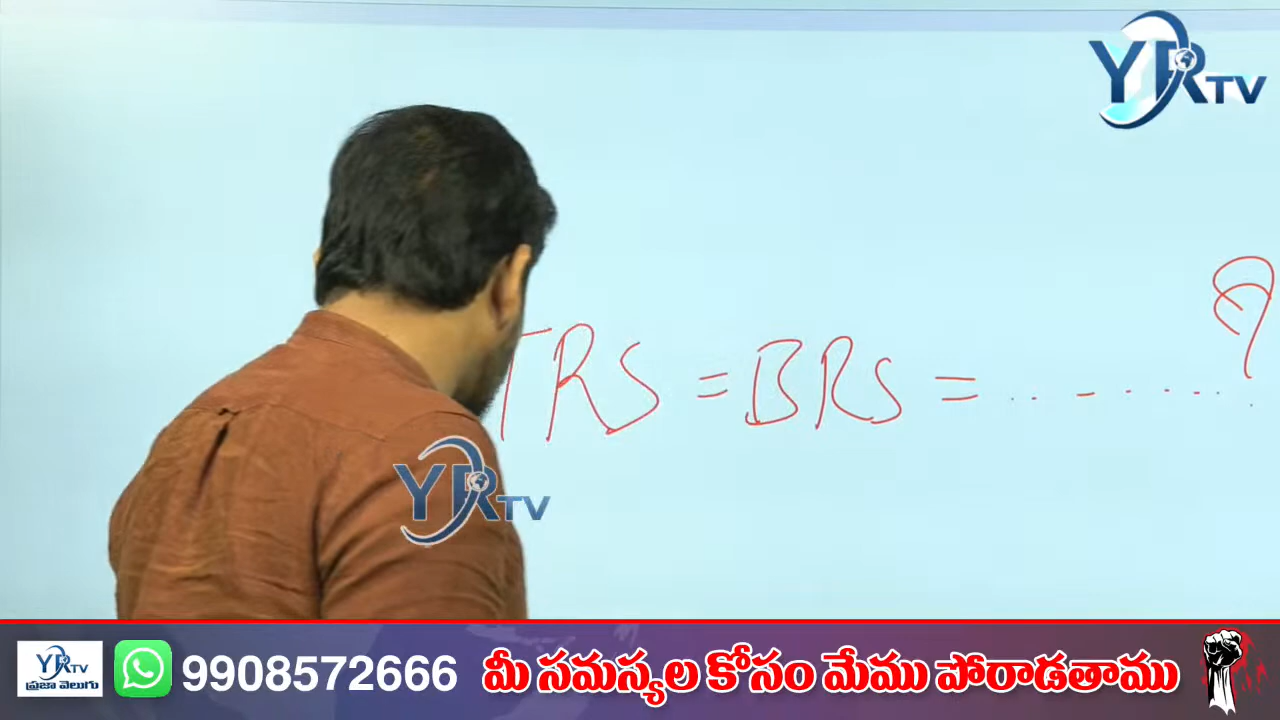 YRTV
TRS = BRS = .. - ...... ?
YRTV
YRTV
ప్రజా వెలుగు
9908572666 మీ సమస్యల కోసం మేము పోరాడతాము